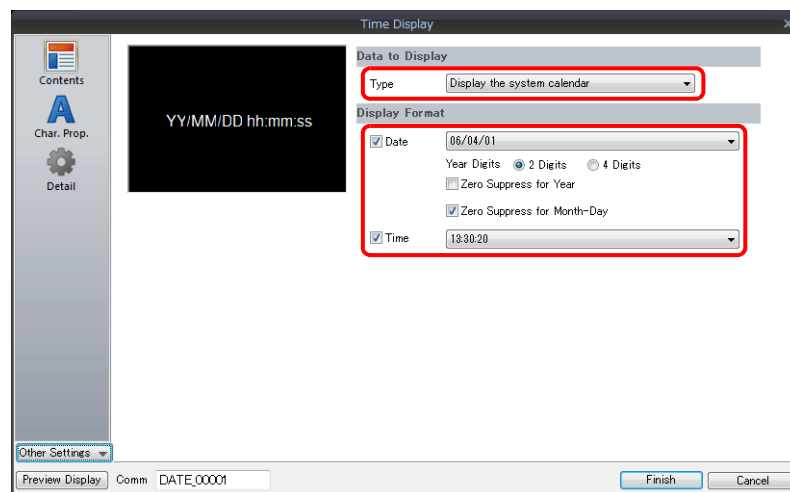 Time Display
x
Contents
Char. Prop.
Detail
YY/MM/DD hh:mm:ss
Data to Display
Type Display the system calendar
Display Format
Date 06/04/01
Year Digits 2 Digits 4 Digits
Zero Suppress for Year
Zero Suppress for Month-Day
Time 13:30:20
Other Settings
Preview Display Comm DATE_00001 Finish Cancel